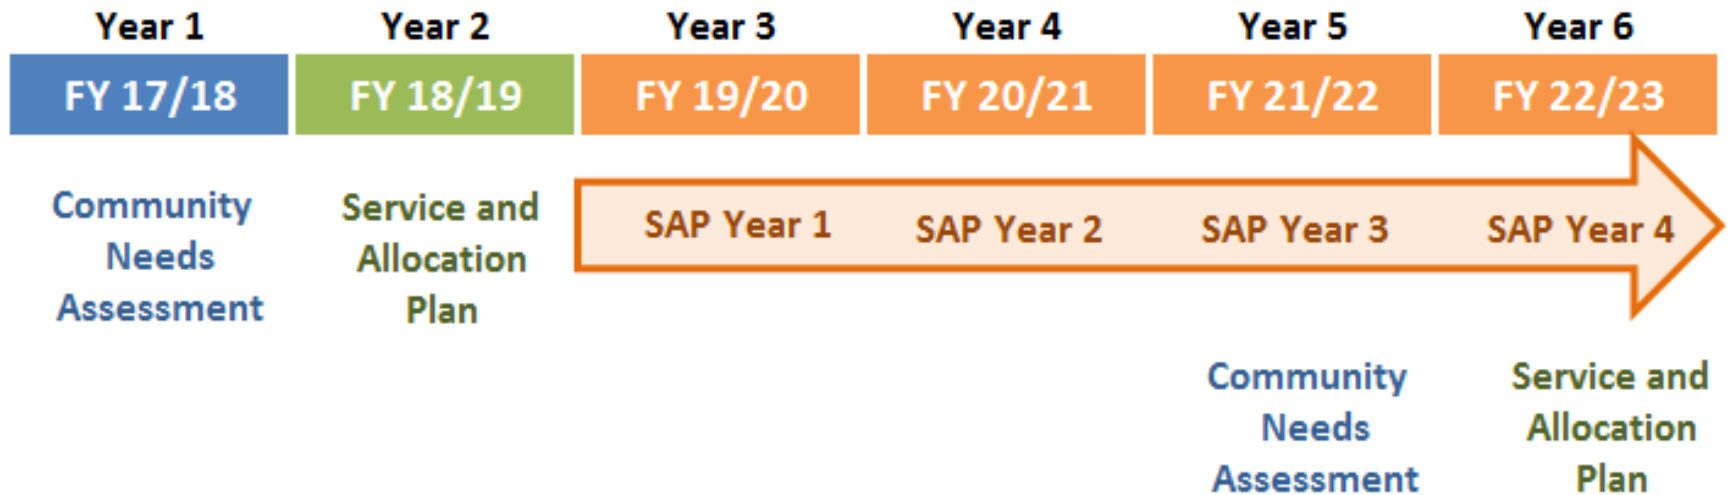 Year 1 Year 2 Year 3 Year 4 Year 5 Year 6
FY 17/18 FY 18/19 FY 19/20 FY 20/21 FY 21/22 FY 22/23
Community
Needs
Assessment
Service and
Allocation
Plan
SAP Year 1 SAP Year 2 SAP Year 3 SAP Year 4
Community
Needs
Assessment
Service and
Allocation
Plan